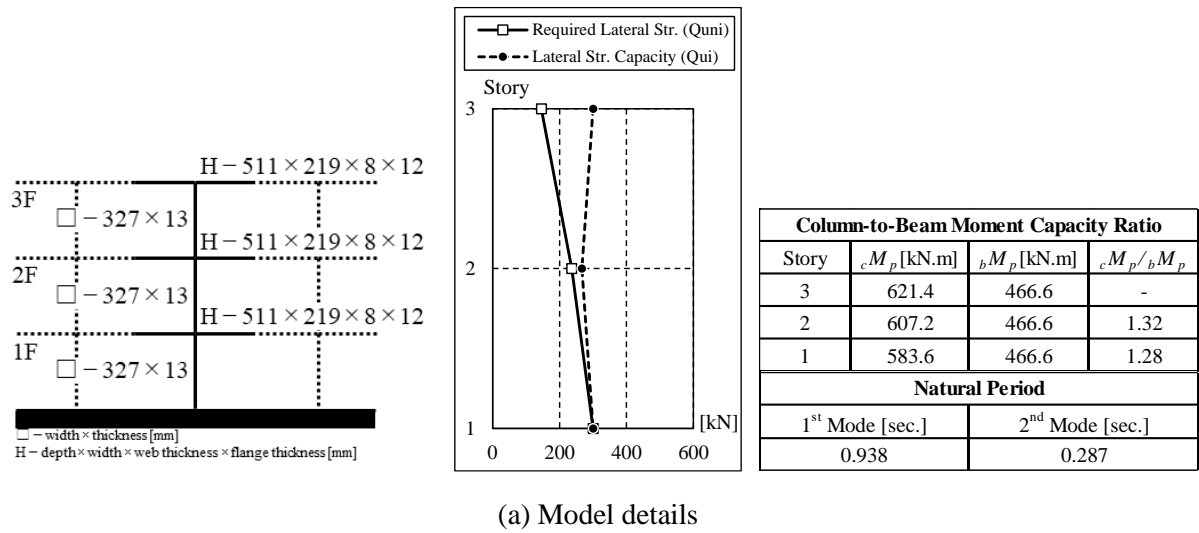 H－511×219×8×12
3F
□－327×13
H－511×219×8×12
2F
□－327×13
H－511×219×8×12
1F
□－327×13
□－width×thickness[mm]
H－depth×width×web thickness×flange thickness[mm]
Required Lateral Str. (Quni)
Lateral Str. Capacity (Qui)
Story
3
0 200 400 600
2
[kN]
1
0 200 400 600
Column-to-Beam Moment Capacity Ratio
Story cMp[kN.m] bMp[kN.m] cMp/bMp
3 621.4 466.6 -
2 607.2 466.6 1.32
1 583.6 466.6 1.28
Natural Period
1st Mode [sec.] 2nd Mode [sec.]
0.938 0.287
(a) Model details